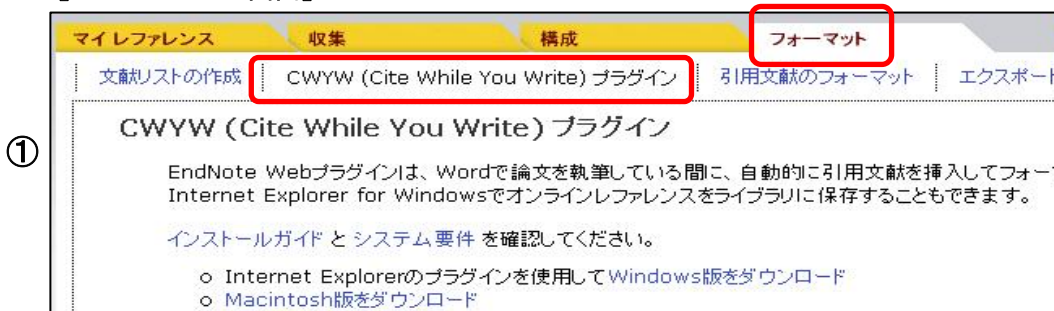 マイ レファレンス 収集 構成 フォーマット
文献リストの作成 CWYW (Cite While You Write) プラグイン 引用文献のフォーマット エクスポート
①
CWYW (Cite While You Write) プラグイン
EndNote Webプラグインは、Wordで論文を執筆している間に、自動的に引用文献を挿入してフォー
Internet Explorer for Windowsでオンラインレファレンスをライブラリに保存することもできます。
インストールガイド と システム要件 を確認してください。
Internet Explorerのプラグインを使用してWindows版をダウンロード
Macintosh版をダウンロード